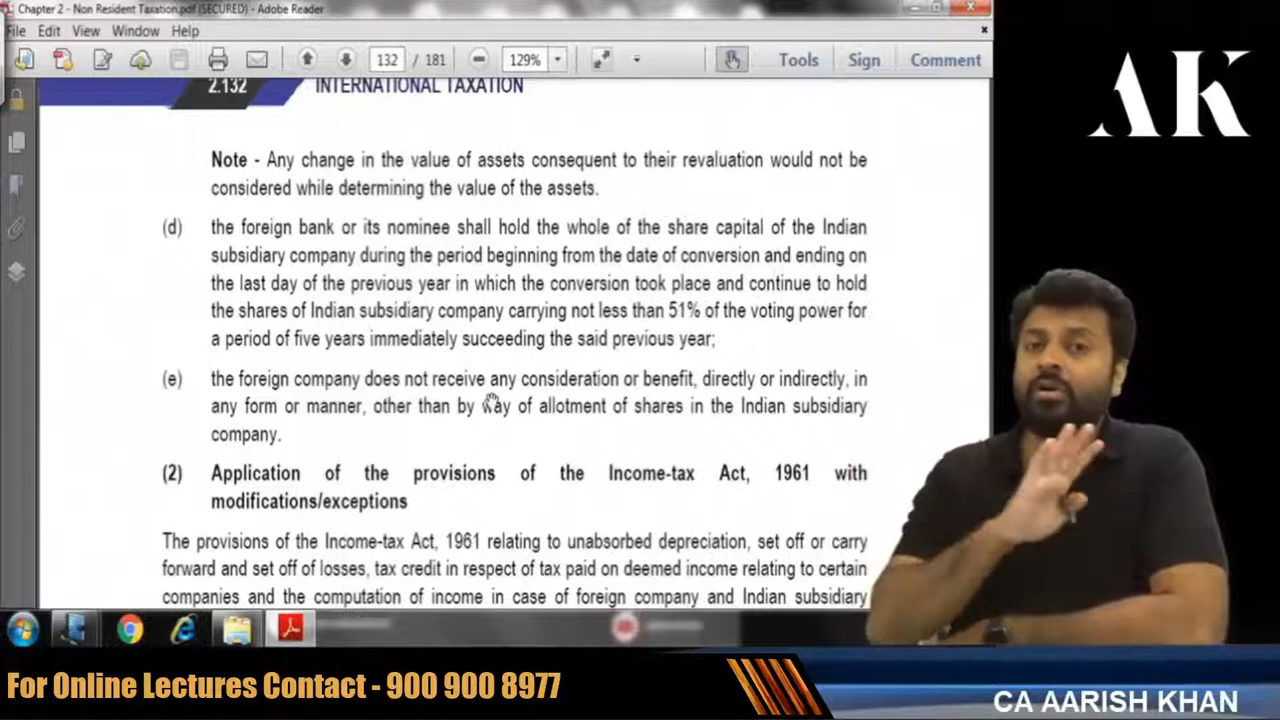 Chapter 2 - Non Resident Taxation.pdf (SECURED) - Adobe Reader
File Edit View Window Help
132 / 181 129% Tools Sign Comment
AK
2.132 INTERNATIONAL TAXATION
Note - Any change in the value of assets consequent to their revaluation would not be
considered while determining the value of the assets.
(d) the foreign bank or its nominee shall hold the whole of the share capital of the Indian
subsidiary company during the period beginning from the date of conversion and ending on
the last day of the previous year in which the conversion took place and continue to hold
the shares of Indian subsidiary company carrying not less than 51% of the voting power for
a period of five years immediately succeeding the said previous year;
(e) the foreign company does not receive any consideration or benefit, directly or indirectly, in
any form or manner, other than by way of allotment of shares in the Indian subsidiary
company.
(2) Application of the provisions of the Income-tax Act, 1961 with
modifications/exceptions
The provisions of the Income-tax Act, 1961 relating to unabsorbed depreciation, set off or carry
forward and set off of losses, tax credit in respect of tax paid on deemed income relating to certain
companies and the computation of income in case of foreign company and Indian subsidiary
For Online Lectures Contact - 900 900 8977
CA AARISH KHAN